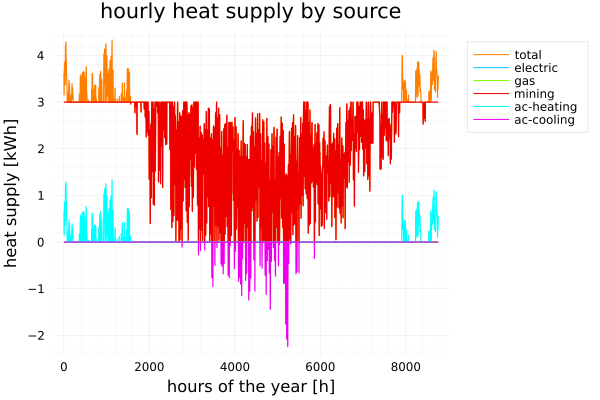 hourly heat supply by source
total
electric
gas
mining
ac-heating
ac-cooling
heat supply [kWh]
4
3
2
1
0
−1
−2
0 2000 4000 6000 8000
hours of the year [h]